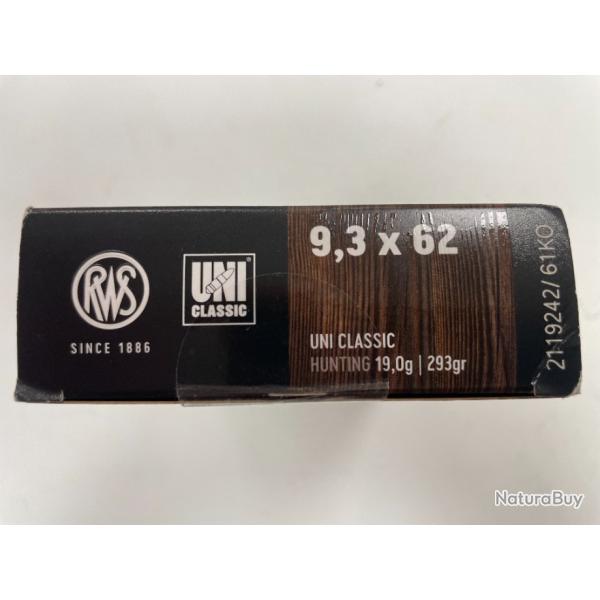 RWS
SINCE 1886
UNI
CLASSIC
9,3 x 62
UNI CLASSIC
HUNTING 19,0g | 293gr
2119242/ 61KO
NaturaBuy